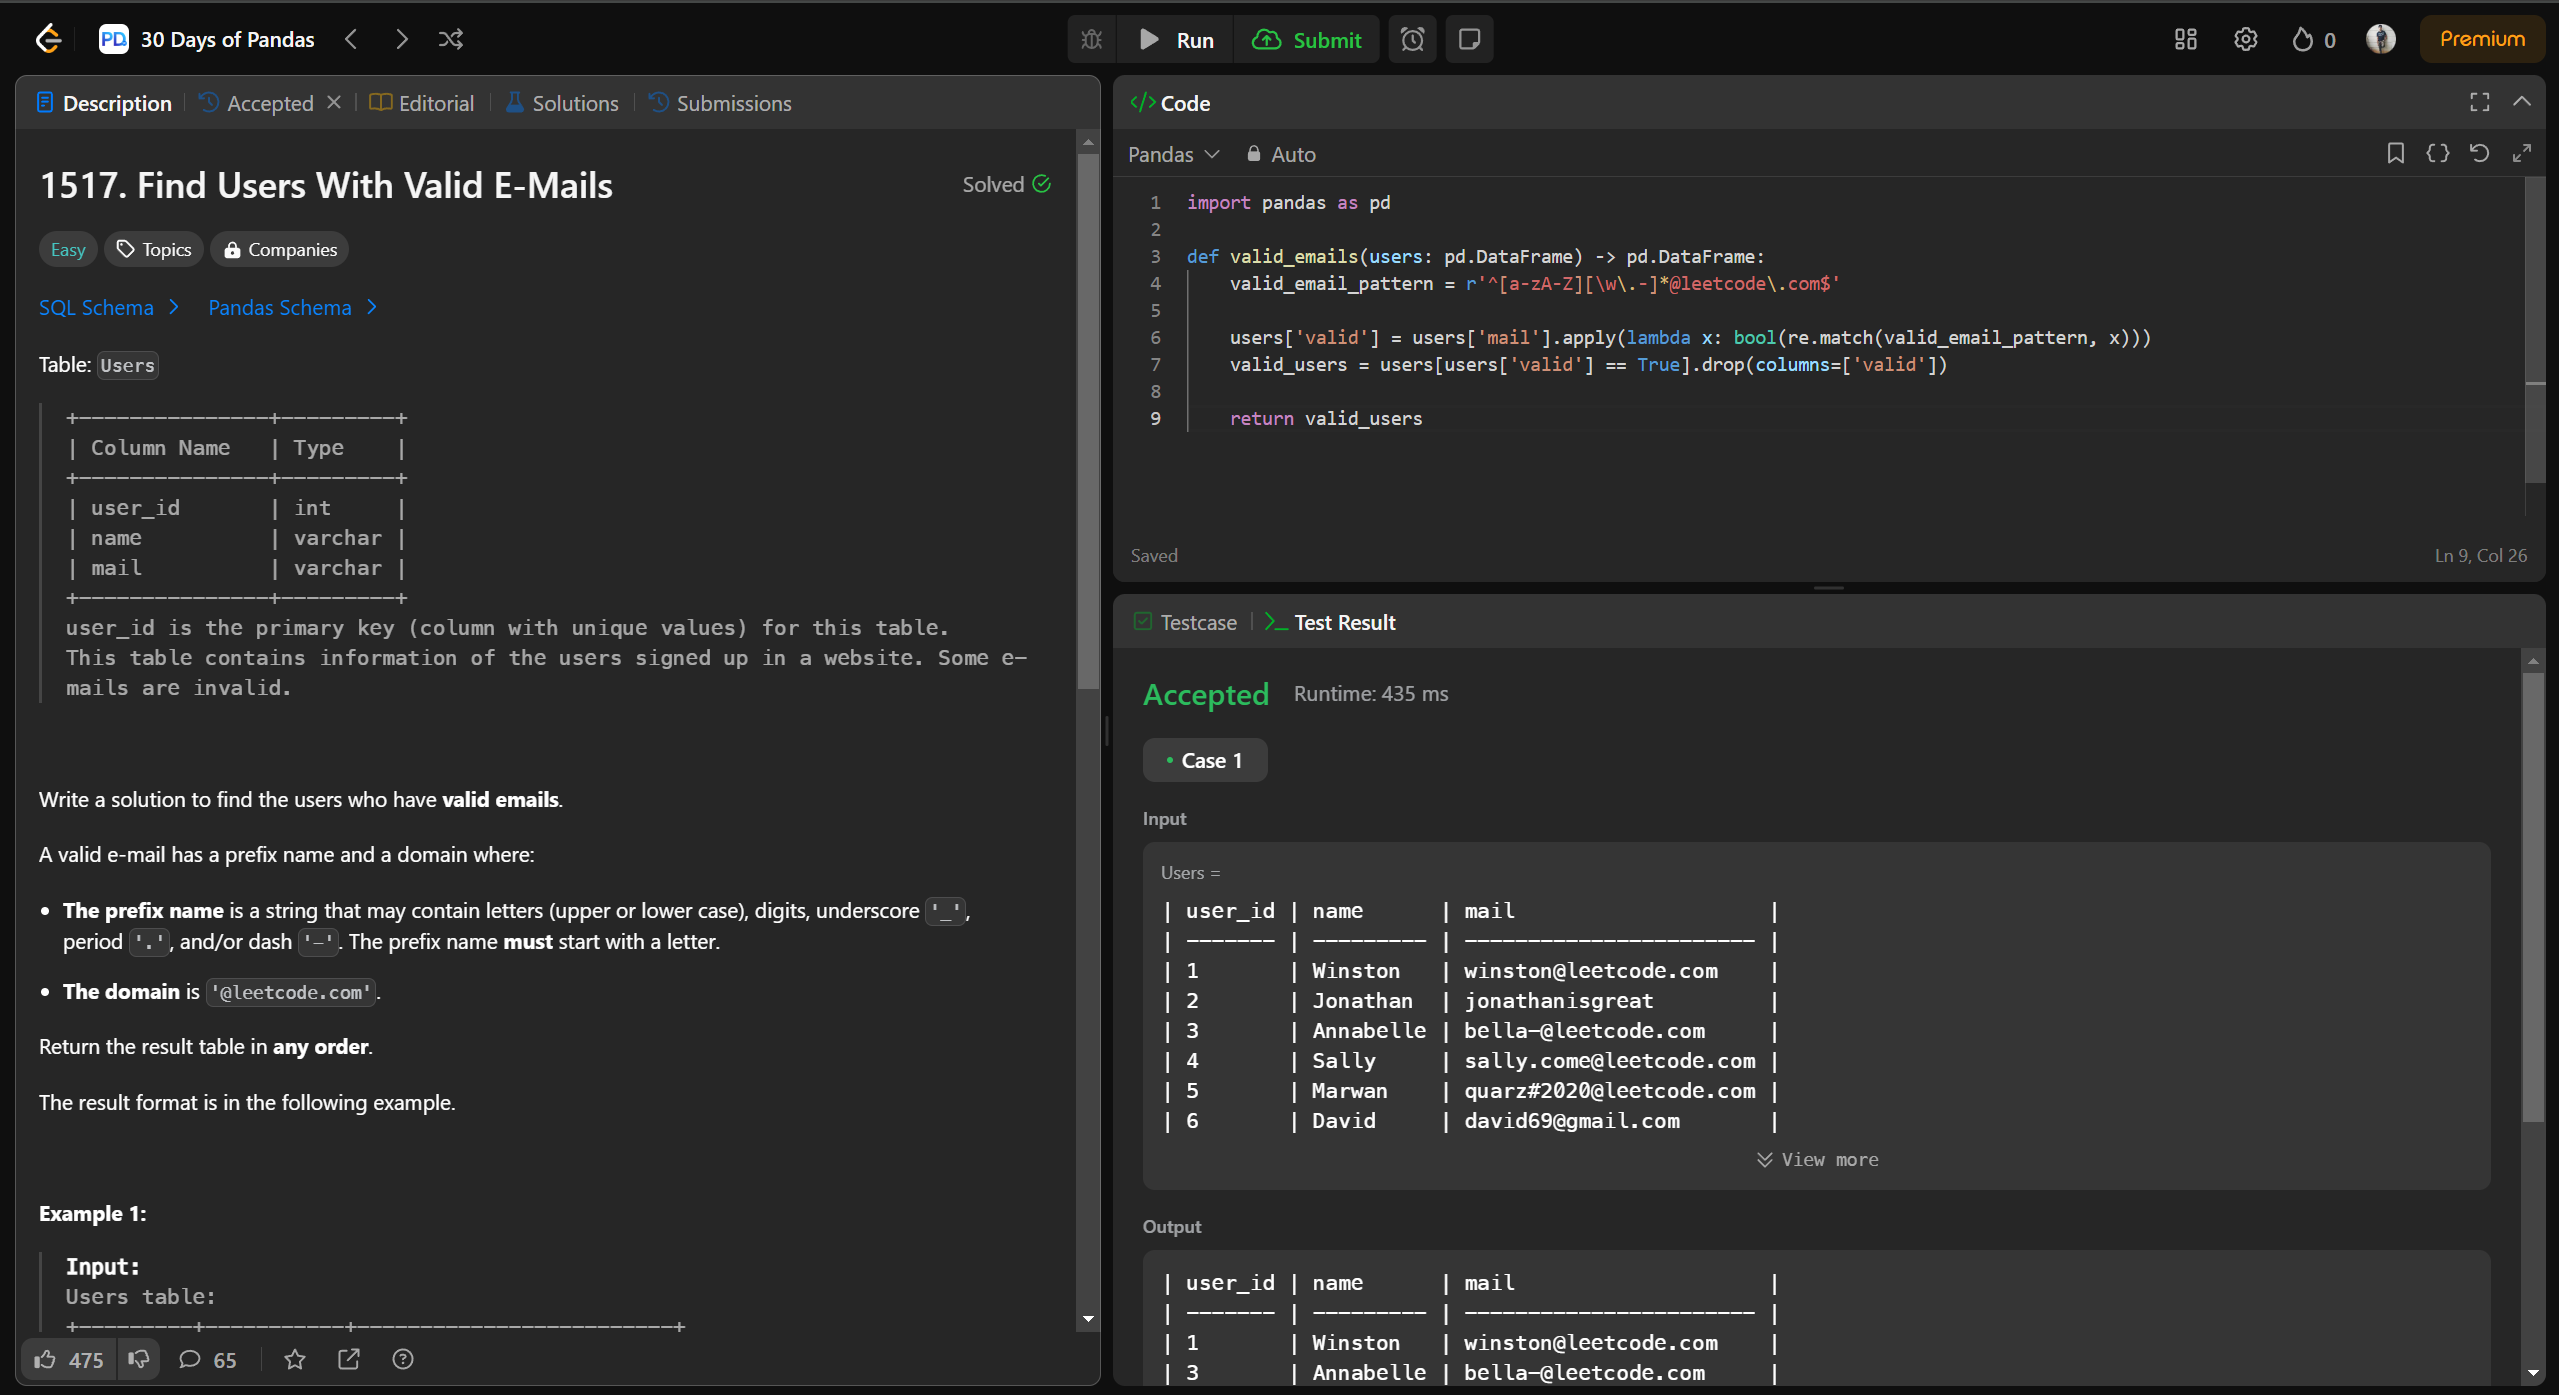 30 Days of Pandas
Run
Submit
0
Premium
Description
Accepted
Editorial
Solutions
Submissions
1517. Find Users With Valid E-Mails
Solved
Easy
Topics
Companies
SQL Schema
Pandas Schema
Table: Users
+---------------+---------+
| Column Name   | Type    |
+---------------+---------+
| user_id       | int     |
| name          | varchar |
| mail          | varchar |
+---------------+---------+
user_id is the primary key (column with unique values) for this table.
This table contains information of the users signed up in a website. Some e-
mails are invalid.
Write a solution to find the users who have valid emails.
A valid e-mail has a prefix name and a domain where:
• The prefix name is a string that may contain letters (upper or lower case), digits, underscore '_',
period '.', and/or dash '-'. The prefix name must start with a letter.
• The domain is '@leetcode.com'.
Return the result table in any order.
The result format is in the following example.
Example 1:
Input:
Users table:
+---------+-----------+-------------------------+
475
65
Code
Pandas
Auto
1 import pandas as pd
2
3 def valid_emails(users: pd.DataFrame) -> pd.DataFrame:
4     valid_email_pattern = r'^[a-zA-Z][\w\.-]*@leetcode\.com$'
5
6     users['valid'] = users['mail'].apply(lambda x: bool(re.match(valid_email_pattern, x)))
7     valid_users = users[users['valid'] == True].drop(columns=['valid'])
8
9     return valid_users
Saved
Ln 9, Col 26
Testcase
Test Result
Accepted
Runtime: 435 ms
• Case 1
Input
Users =
| user_id | name      | mail                    |
| ------- | --------- | ----------------------- |
| 1       | Winston   | winston@leetcode.com    |
| 2       | Jonathan  | jonathanisgreat         |
| 3       | Annabelle | bella-@leetcode.com     |
| 4       | Sally     | sally.come@leetcode.com |
| 5       | Marwan    | quarz#2020@leetcode.com |
| 6       | David     | david69@gmail.com       |
View more
Output
| user_id | name      | mail                    |
| ------- | --------- | ----------------------- |
| 1       | Winston   | winston@leetcode.com    |
| 3       | Annabelle | bella-@leetcode.com     |